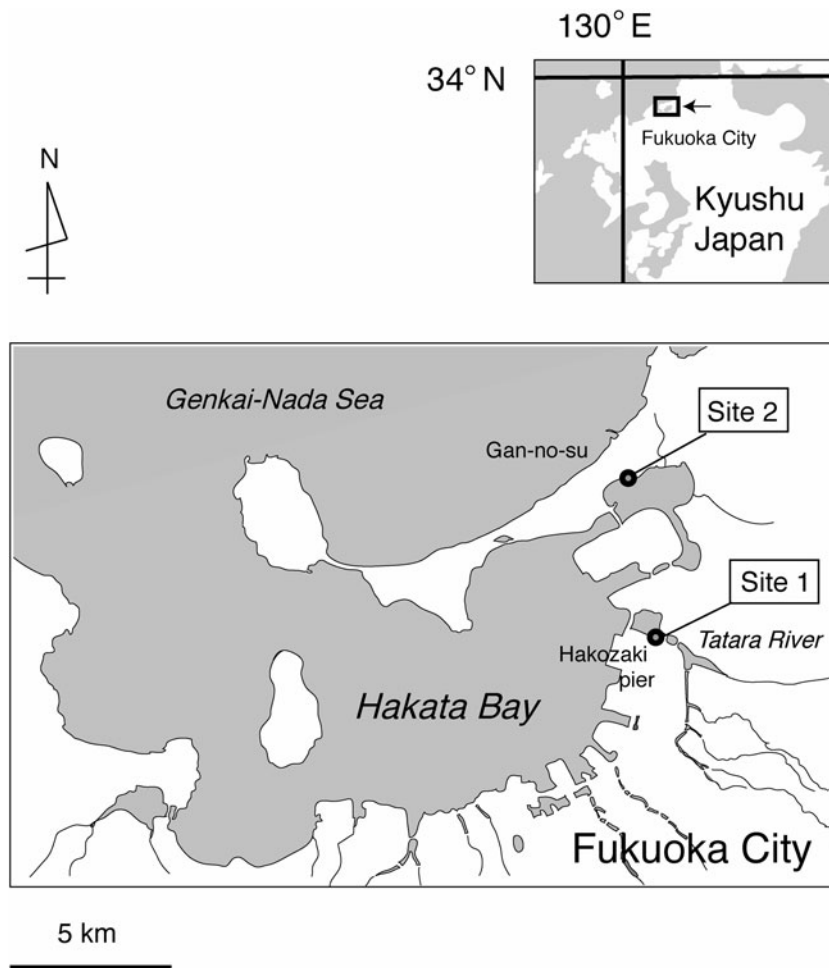 130° E
34° N
Fukuoka City
Kyushu
Japan
N
Genkai-Nada Sea
Site 2
Gan-no-su
Site 1
Tatara River
Hakozaki
pier
Hakata Bay
Fukuoka City
5 km